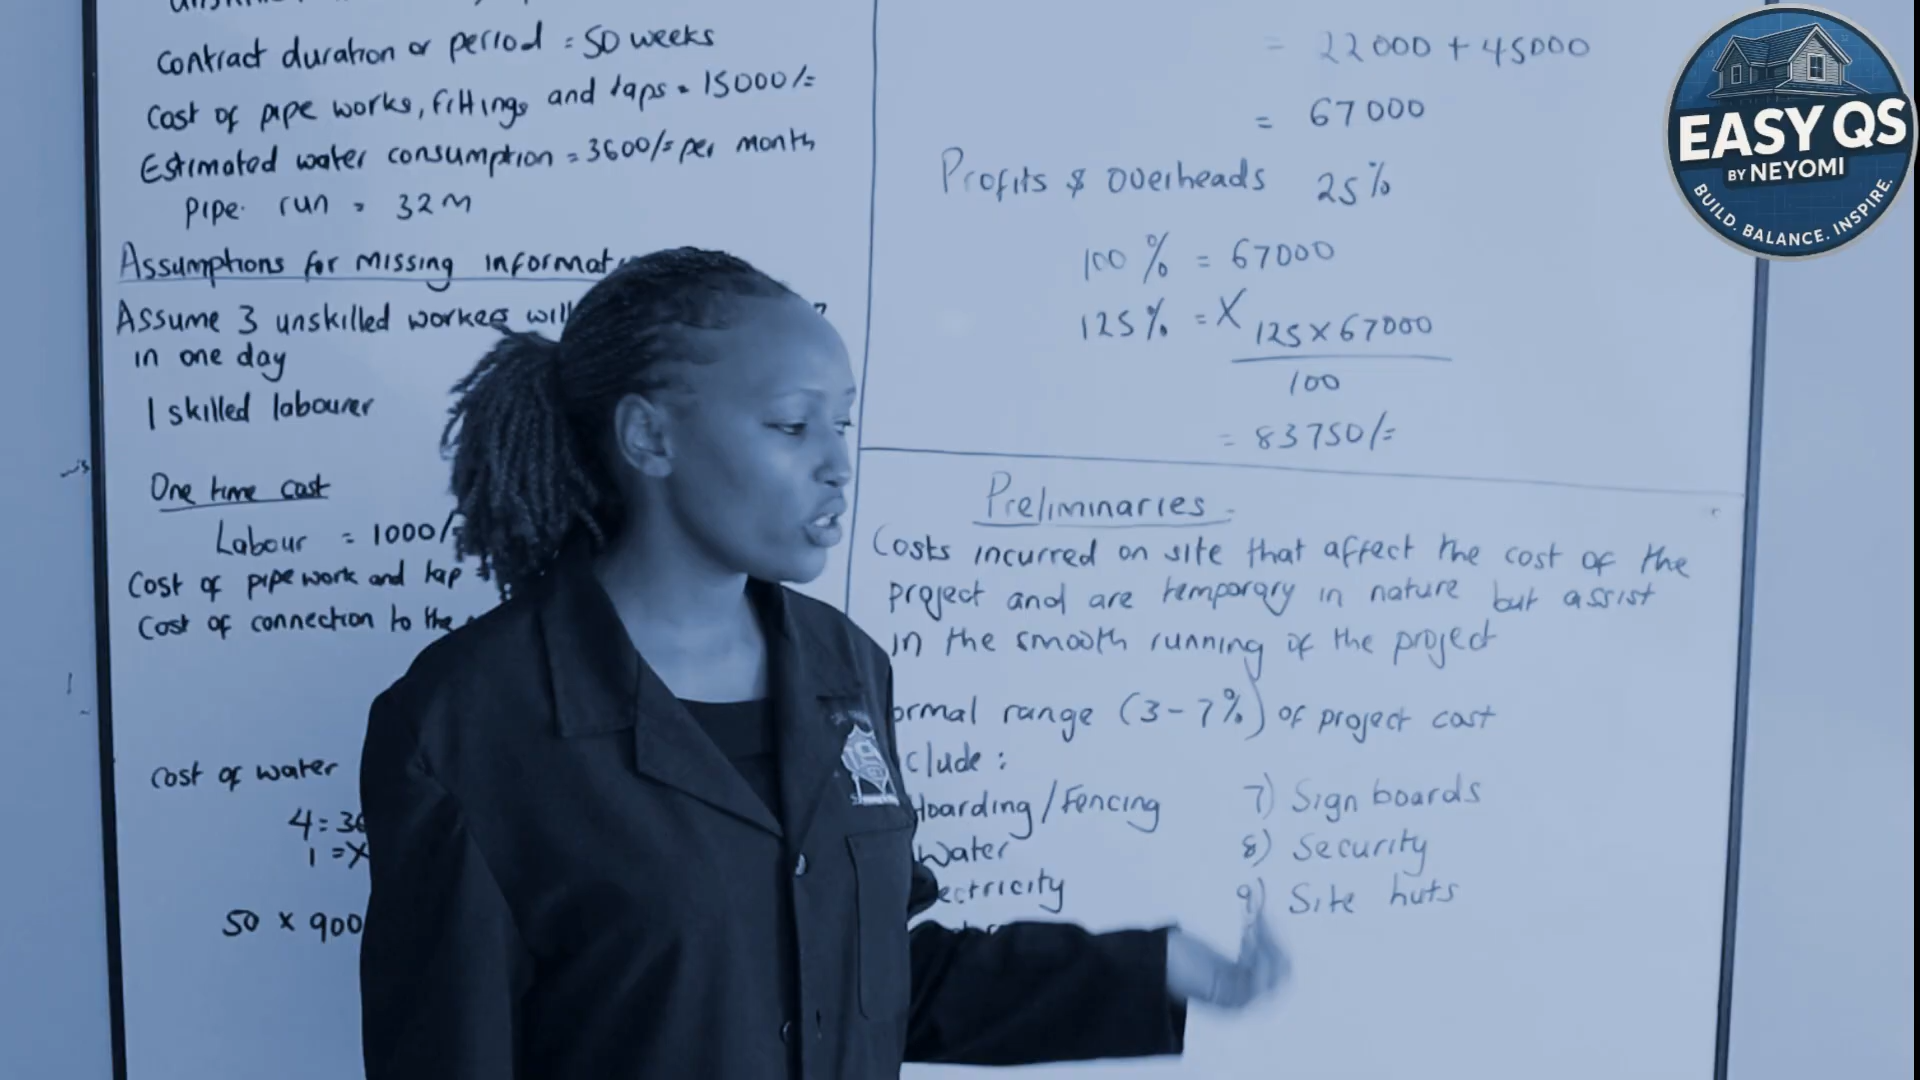 contract duration or period = 50 weeks
cost of pipe works, fittings and taps = 15000/=
Estimated water consumption = 3600/= per month
pipe run = 32M
Assumptions for missing
Assume 3 unskilled workers
in one day
1 skilled labourer
One time cost
Labour = 1000/
Cost of pipe work and tap =
Cost of connection to the
Cost of water
4 = 36
1 = X
50 x 900
= 22000 + 45000
= 67000
Profits & overheads 25%
100% = 67000
125% = X
125 x 67000
100
= 83750/=
Preliminaries
Costs incurred on site that affect the cost of the
project and are temporary in nature but assist
in the smooth running of the project
ormal range (3-7%) of project cost
clude :
Hoarding/Fencing
Water
ectricity
7) Sign boards
8) Security
9) Site huts
EASY QS
BY NEYOMI
BUILD. BALANCE. INSPIRE.